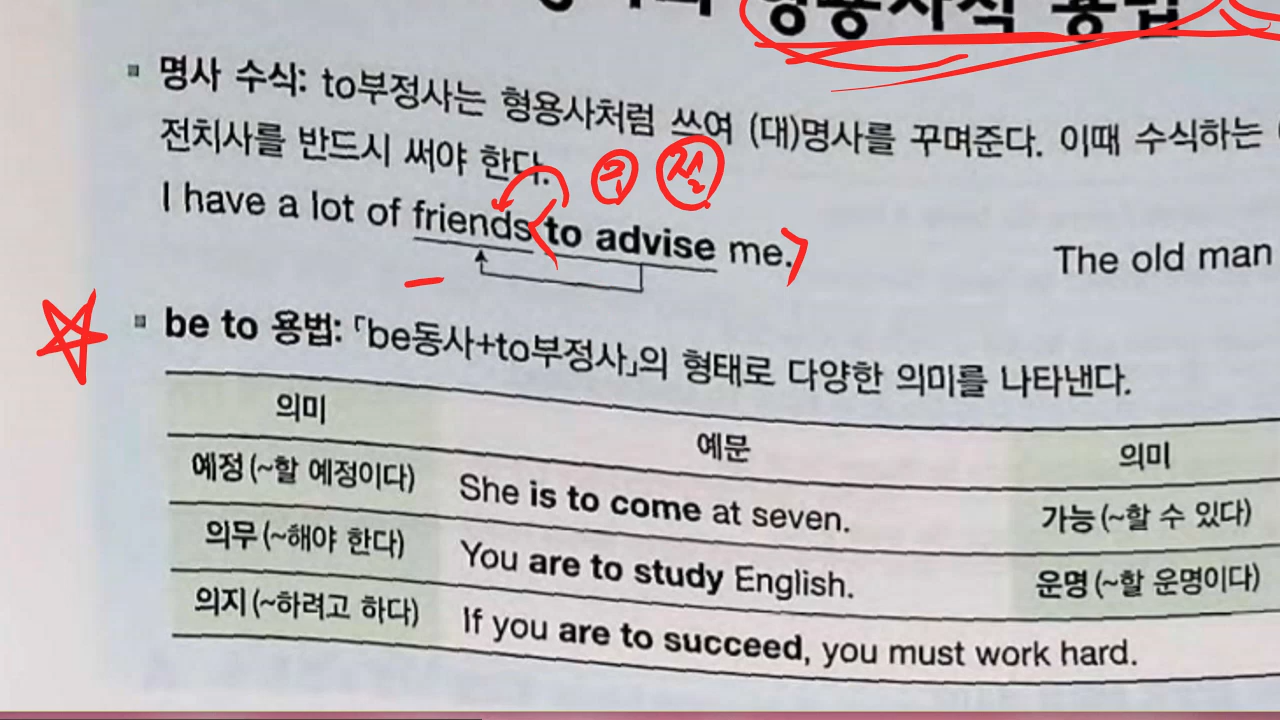 형용사적 용법
명사 수식: to부정사는 형용사처럼 쓰여 (대)명사를 꾸며준다. 이때 수식하는
전치사를 반드시 써야 한다.
I have a lot of friends to advise me.
The old man
be to 용법: 「be동사+to부정사」의 형태로 다양한 의미를 나타낸다.
의미 예문 의미
예정 (~할 예정이다) She is to come at seven. 가능 (~할 수 있다)
의무 (~해야 한다) You are to study English. 운명 (~할 운명이다)
의지 (~하려고 하다) If you are to succeed, you must work hard.